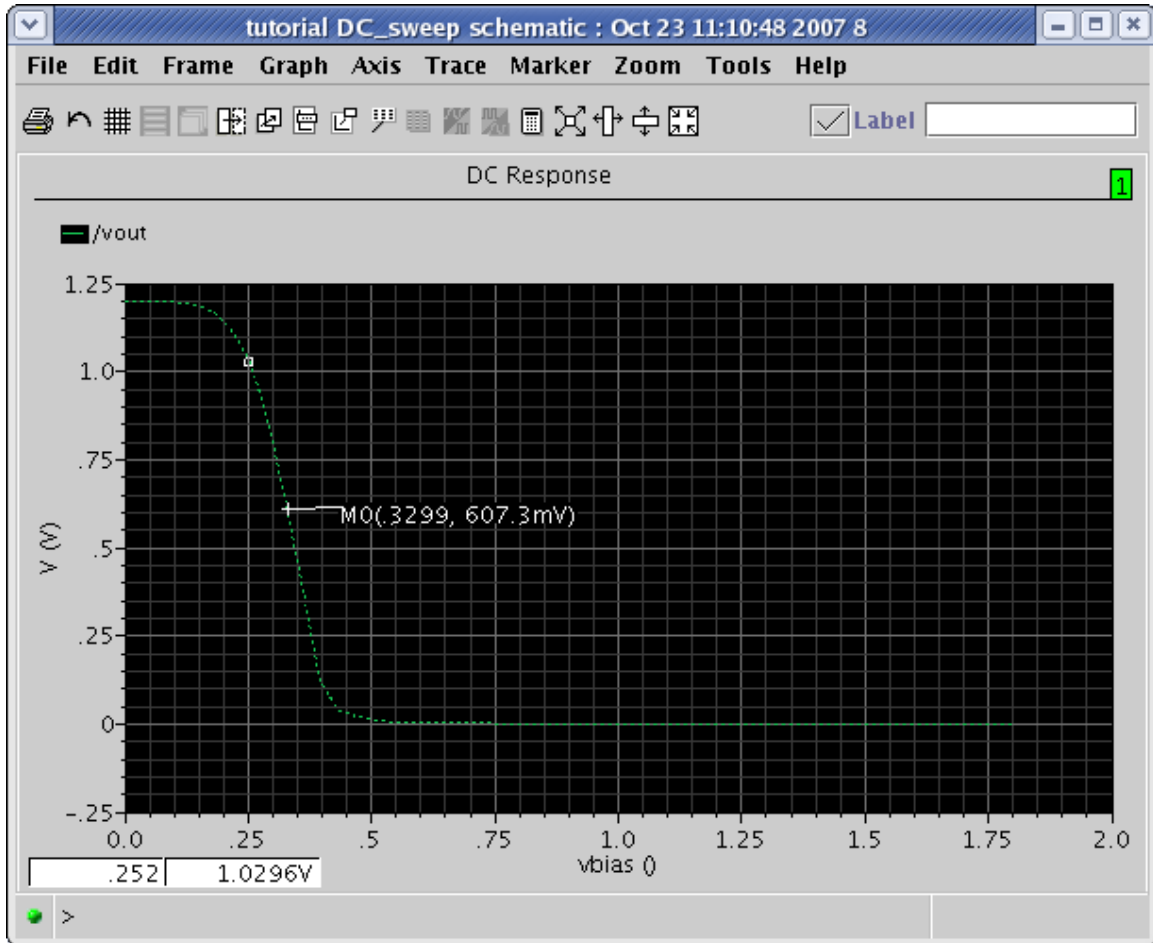 tutorial DC_sweep schematic : Oct 23 11:10:48 2007 8
File Edit Frame Graph Axis Trace Marker Zoom Tools Help
Label
DC Response
1
/vout
1.25
1.0
.75
.5
.25
0
-.25
V (V)
M0(.3299, 607.3mV)
0.0 .25 .5 .75 1.0 1.25 1.5 1.75 2.0
vbias ()
.252 1.0296V
>